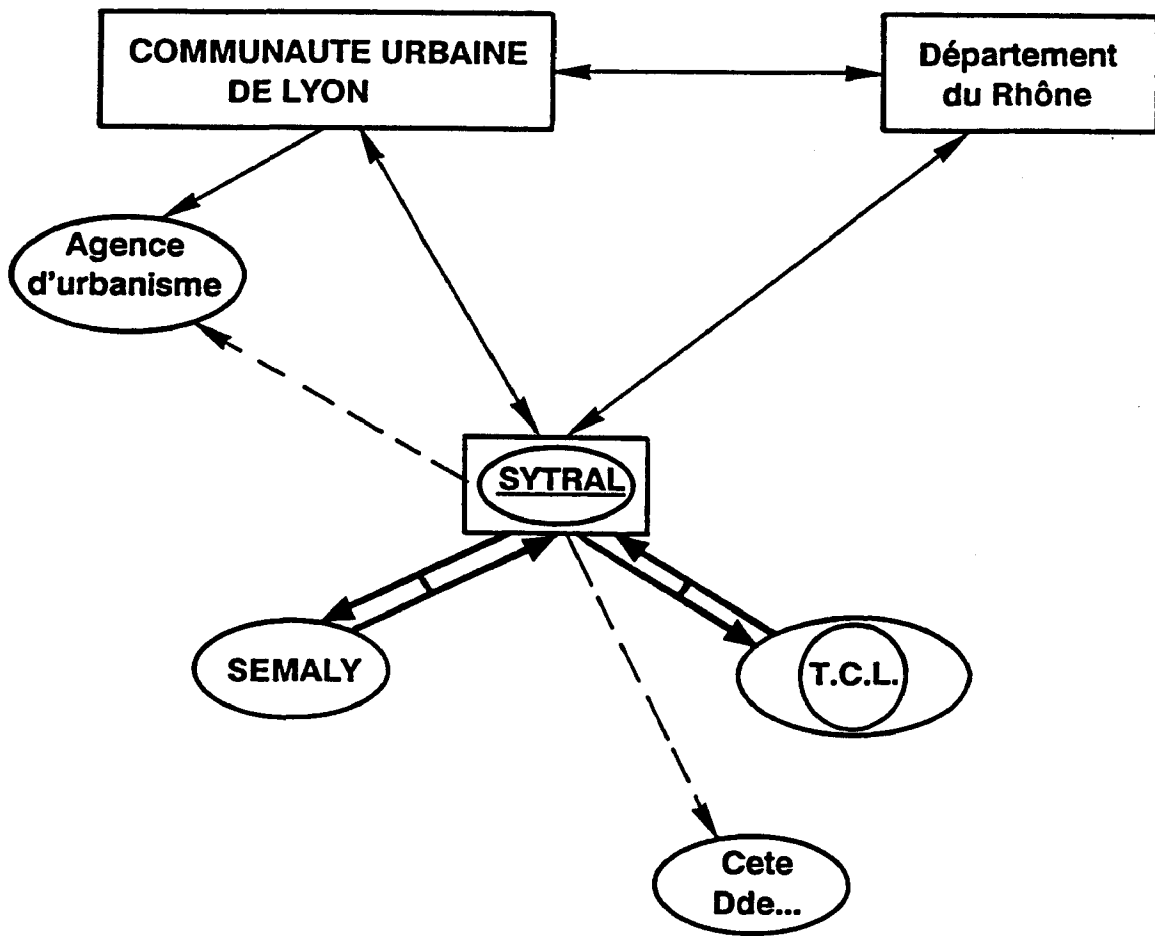 COMMUNAUTE URBAINE
DE LYON
Département
du Rhône
Agence
d'urbanisme
SYTRAL
SEMALY
T.C.L.
Cete
Dde...